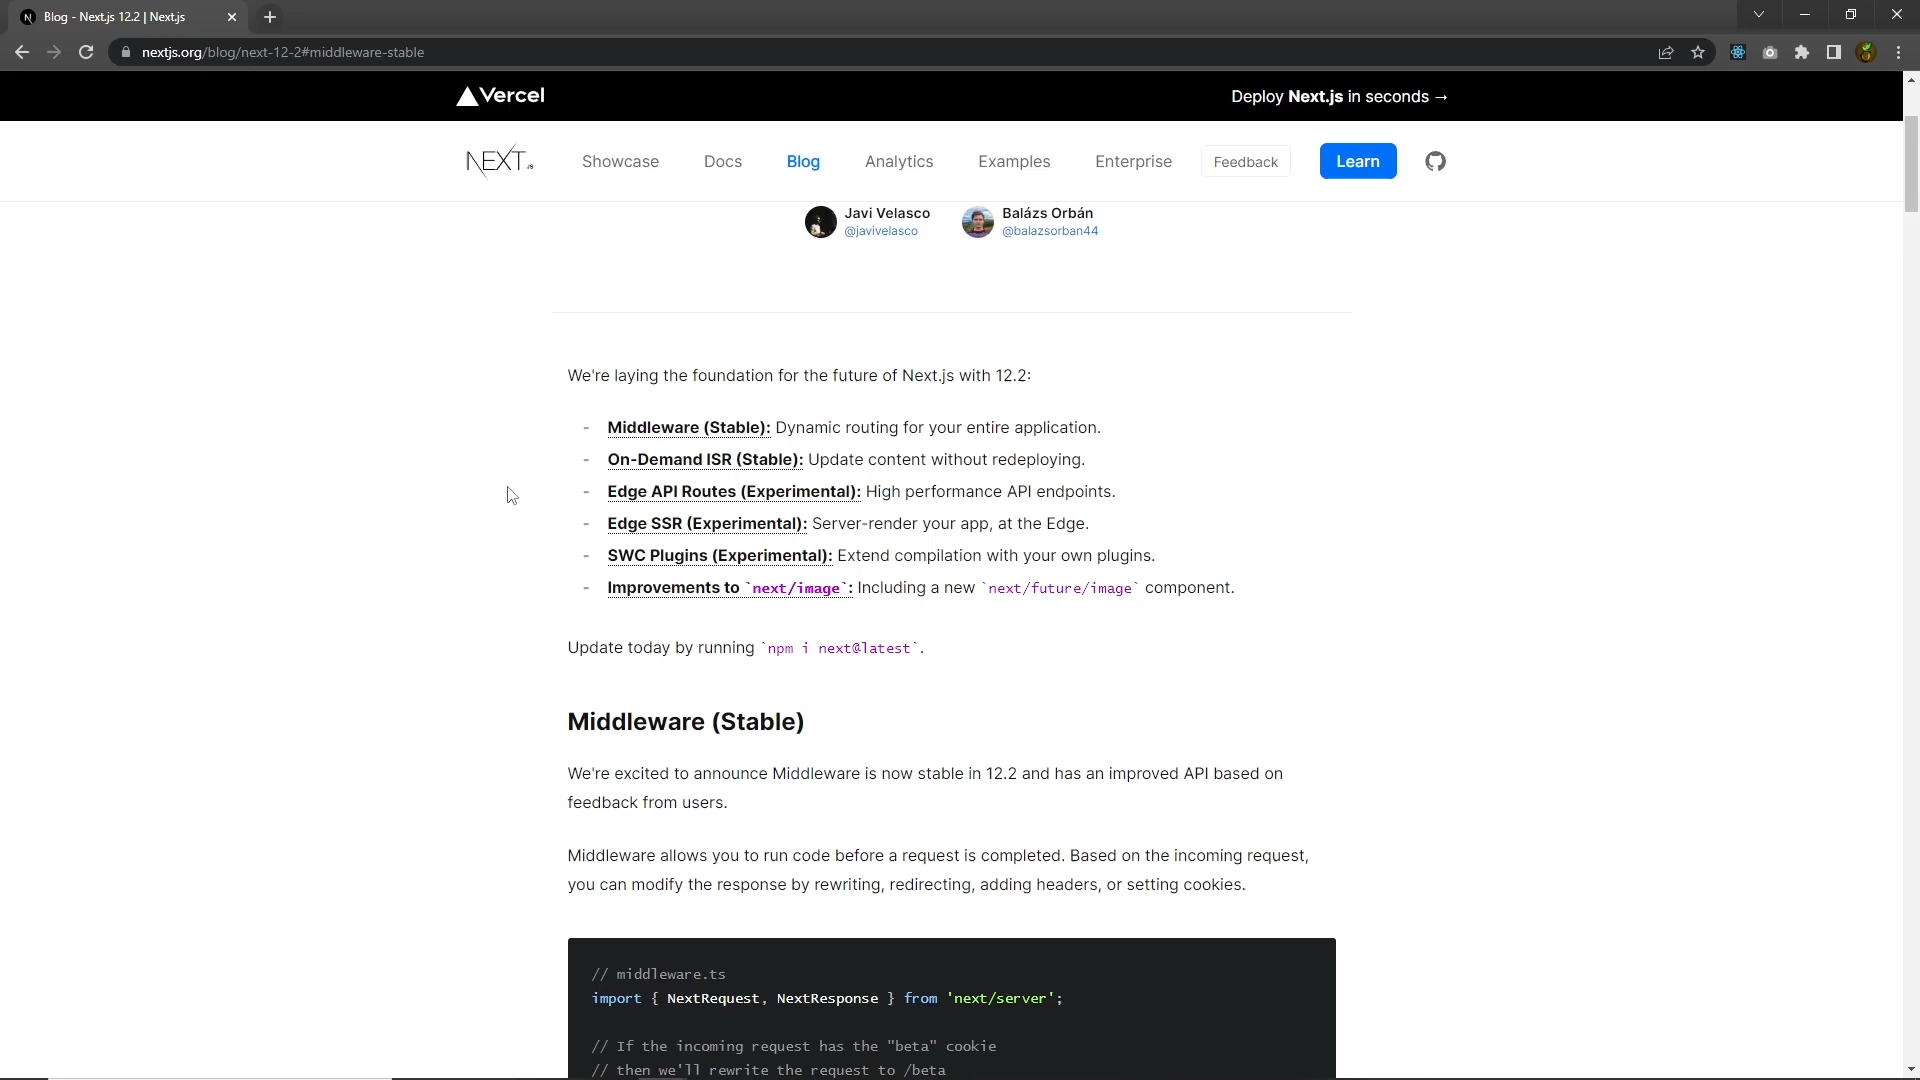 Blog - Next.js 12.2 | Next.js
nextjs.org/blog/next-12-2#middleware-stable
Vercel
Deploy Next.js in seconds →
NEXT.JS
Showcase
Docs
Blog
Analytics
Examples
Enterprise
Feedback
Learn
Javi Velasco
@javivelasco
Balázs Orbán
@balazsorban44
We're laying the foundation for the future of Next.js with 12.2:
- Middleware (Stable): Dynamic routing for your entire application.
- On-Demand ISR (Stable): Update content without redeploying.
- Edge API Routes (Experimental): High performance API endpoints.
- Edge SSR (Experimental): Server-render your app, at the Edge.
- SWC Plugins (Experimental): Extend compilation with your own plugins.
- Improvements to `next/image`: Including a new `next/future/image` component.
Update today by running `npm i next@latest`.
Middleware (Stable)
We're excited to announce Middleware is now stable in 12.2 and has an improved API based on
feedback from users.
Middleware allows you to run code before a request is completed. Based on the incoming request,
you can modify the response by rewriting, redirecting, adding headers, or setting cookies.
// middleware.ts
import { NextRequest, NextResponse } from 'next/server';
// If the incoming request has the "beta" cookie
// then we'll rewrite the request to /beta